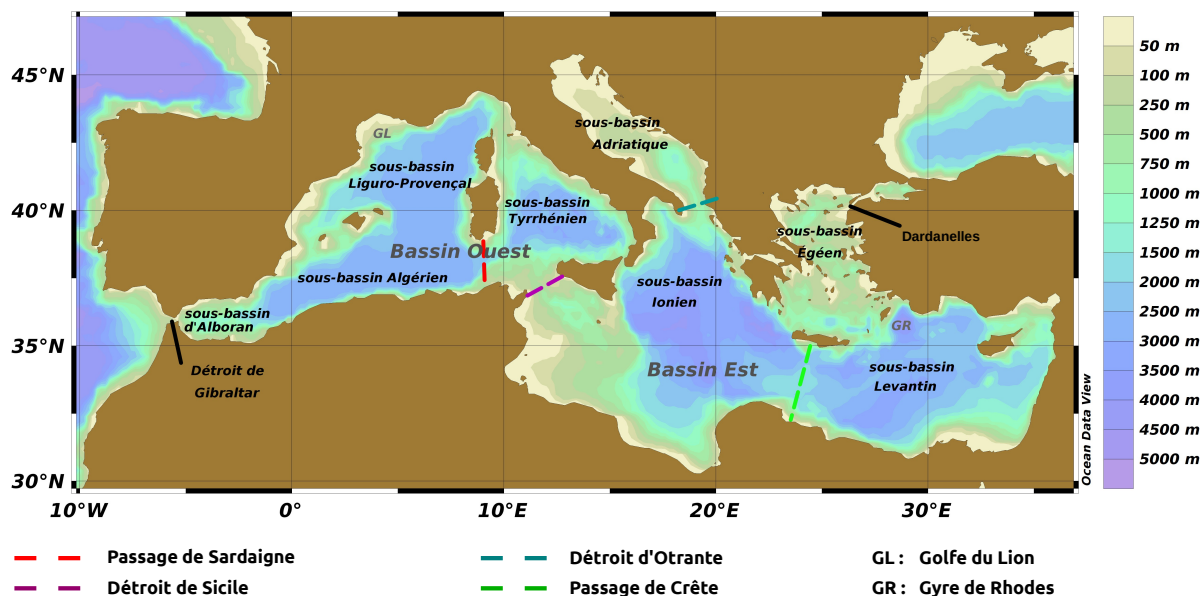 45°N
40°N
35°N
30°N
10°W
0°
10°E
20°E
30°E
GL
sous-bassin
Liguro-Provençal
sous-bassin
Tyrrhénien
sous-bassin
Adriatique
sous-bassin
Égéen
Dardanelles
Bassin Ouest
sous-bassin Algérien
sous-bassin
d'Alboran
Détroit de
Gibraltar
sous-bassin
Ionien
GR
Bassin Est
sous-bassin
Levantin
Ocean Data View
50 m
100 m
250 m
500 m
750 m
1000 m
1250 m
1500 m
2000 m
2500 m
3000 m
3500 m
4000 m
4500 m
5000 m
Passage de Sardaigne
Détroit de Sicile
Détroit d'Otrante
Passage de Crête
GL : Golfe du Lion
GR : Gyre de Rhodes